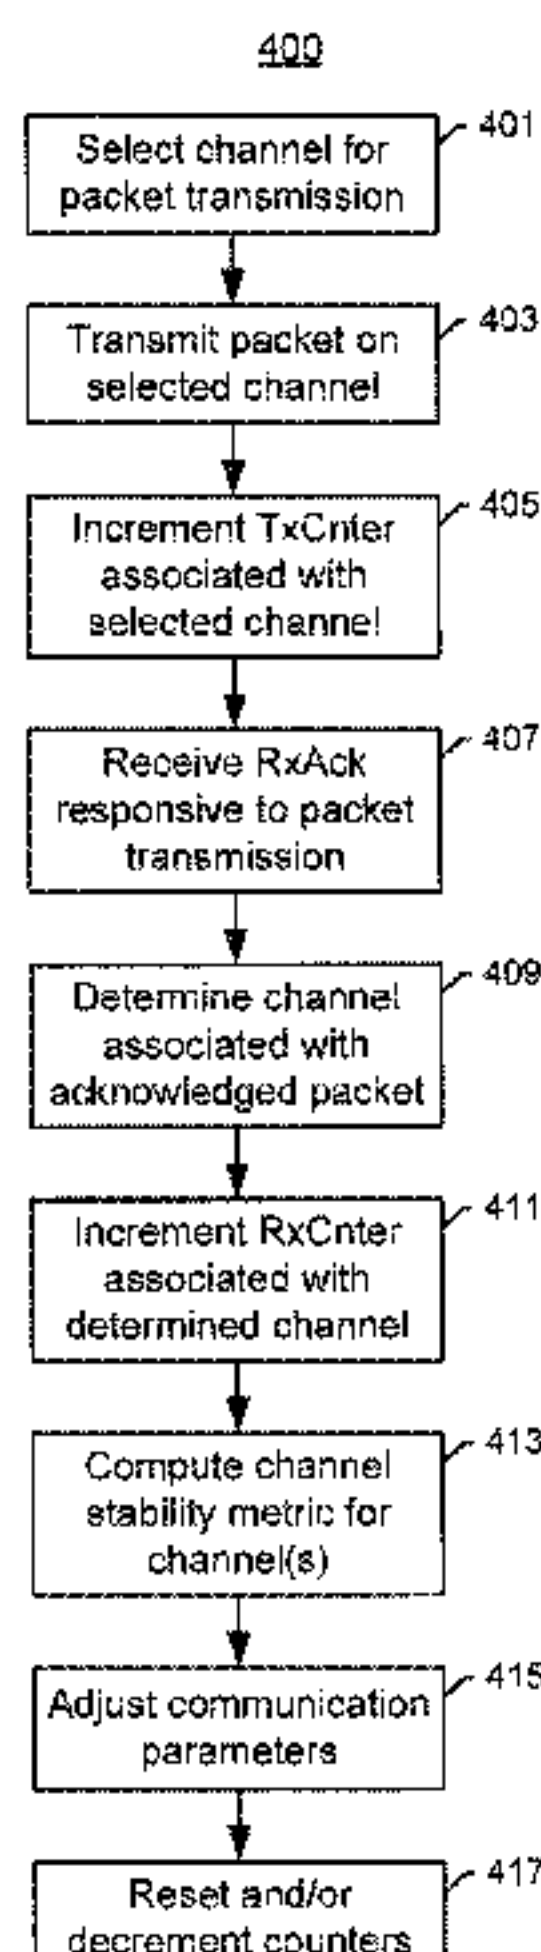 400
401
Select channel for
packet transmission
403
Transmit packet on
selected channel
405
Increment TxCnter
associated with
selected channel
407
Receive RxAck
responsive to packet
transmission
409
Determine channel
associated with
acknowledged packet
411
Increment RxCnter
associated with
determined channel
413
Compute channel
stability metric for
channel(s)
415
Adjust communication
parameters
417
Reset and/or
decrement counters